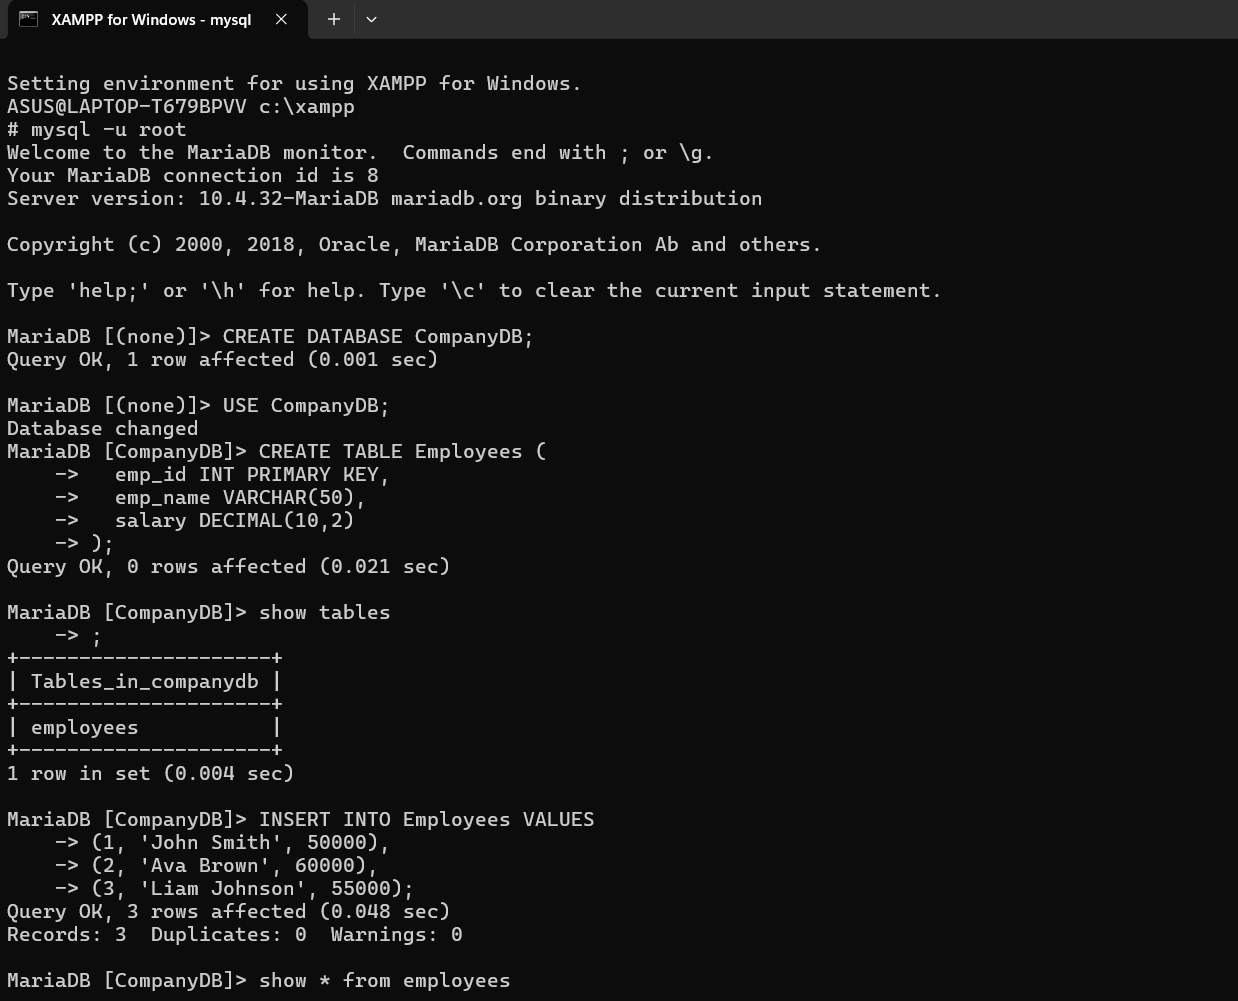 XAMPP for Windows - mysql
Setting environment for using XAMPP for Windows.
ASUS@LAPTOP-T679BPVV c:\xampp
# mysql -u root
Welcome to the MariaDB monitor.  Commands end with ; or \g.
Your MariaDB connection id is 8
Server version: 10.4.32-MariaDB mariadb.org binary distribution
Copyright (c) 2000, 2018, Oracle, MariaDB Corporation Ab and others.
Type 'help;' or '\h' for help. Type '\c' to clear the current input statement.
MariaDB [(none)]> CREATE DATABASE CompanyDB;
Query OK, 1 row affected (0.001 sec)
MariaDB [(none)]> USE CompanyDB;
Database changed
MariaDB [CompanyDB]> CREATE TABLE Employees (
    ->   emp_id INT PRIMARY KEY,
    ->   emp_name VARCHAR(50),
    ->   salary DECIMAL(10,2)
    -> );
Query OK, 0 rows affected (0.021 sec)
MariaDB [CompanyDB]> show tables
    -> ;
+---------------------+
| Tables_in_companydb |
+---------------------+
| employees           |
+---------------------+
1 row in set (0.004 sec)
MariaDB [CompanyDB]> INSERT INTO Employees VALUES
    -> (1, 'John Smith', 50000),
    -> (2, 'Ava Brown', 60000),
    -> (3, 'Liam Johnson', 55000);
Query OK, 3 rows affected (0.048 sec)
Records: 3  Duplicates: 0  Warnings: 0
MariaDB [CompanyDB]> show * from employees